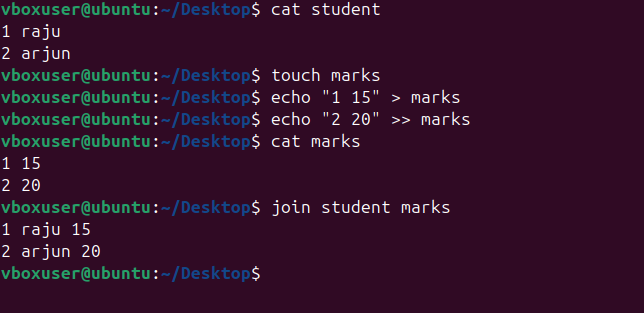 vboxuser@ubuntu:~/Desktop$ cat student
1 raju
2 arjun
vboxuser@ubuntu:~/Desktop$ touch marks
vboxuser@ubuntu:~/Desktop$ echo "1 15" > marks
vboxuser@ubuntu:~/Desktop$ echo "2 20" >> marks
vboxuser@ubuntu:~/Desktop$ cat marks
1 15
2 20
vboxuser@ubuntu:~/Desktop$ join student marks
1 raju 15
2 arjun 20
vboxuser@ubuntu:~/Desktop$